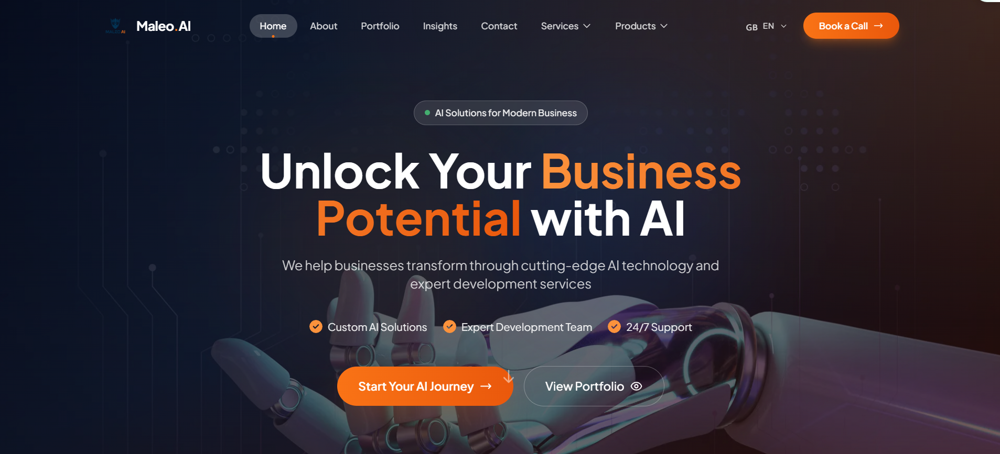 MALEO AI
Maleo.AI
Home
About
Portfolio
Insights
Contact
Services
Products
GB EN
Book a Call
AI Solutions for Modern Business
Unlock Your Business
Potential with AI
We help businesses transform through cutting-edge AI technology and
expert development services
Custom AI Solutions
Expert Development Team
24/7 Support
Start Your AI Journey
View Portfolio